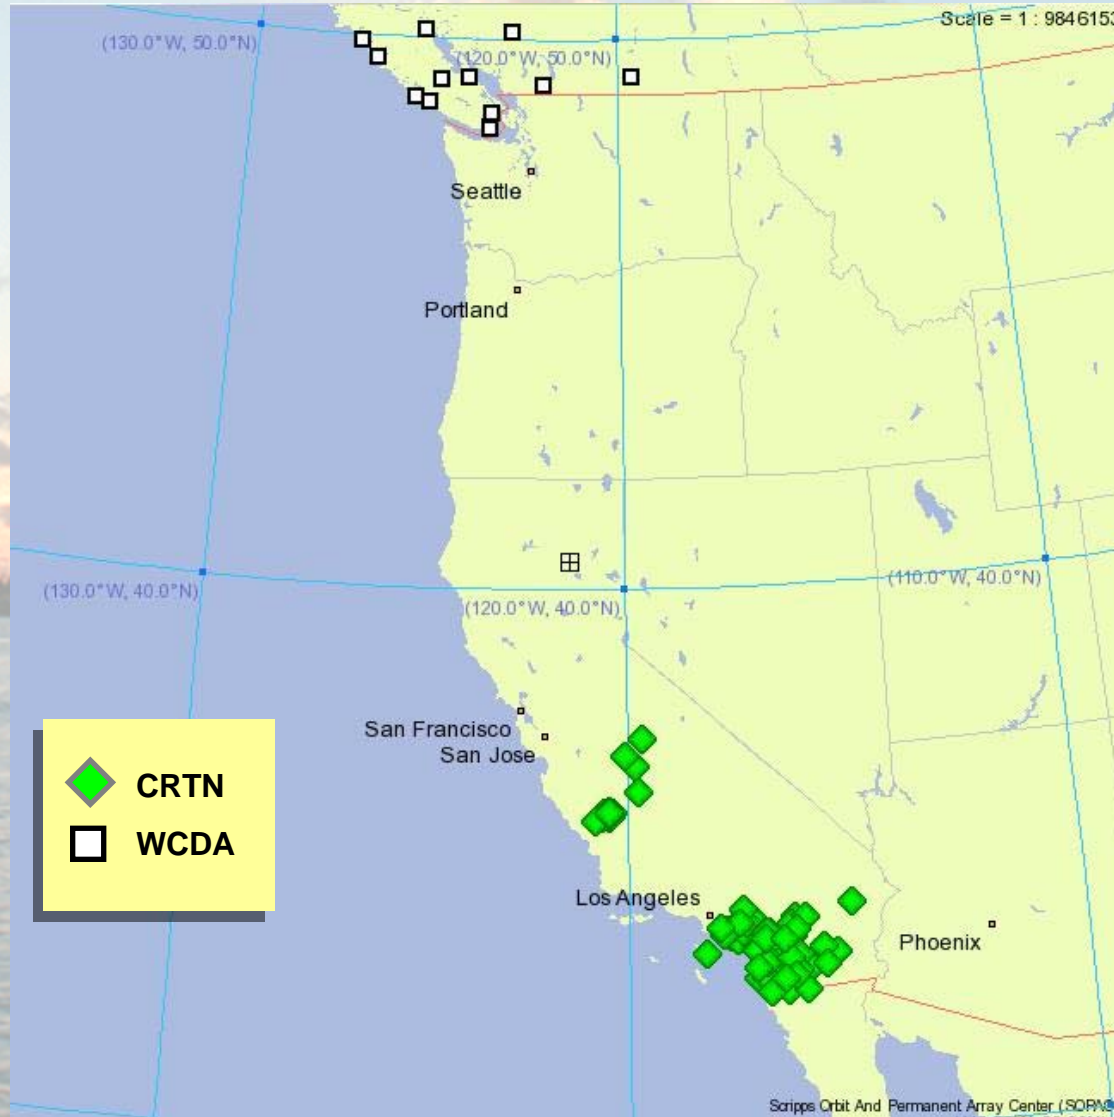 Scale = 1 : 9846153
(130.0°W, 50.0°N)
(120.0°W, 50.0°N)
Seattle
Portland
(130.0°W, 40.0°N)
(120.0°W, 40.0°N)
(110.0°W, 40.0°N)
San Francisco
San Jose
CRTN
WCDA
Los Angeles
Phoenix
Scripps Orbit And Permanent Array Center